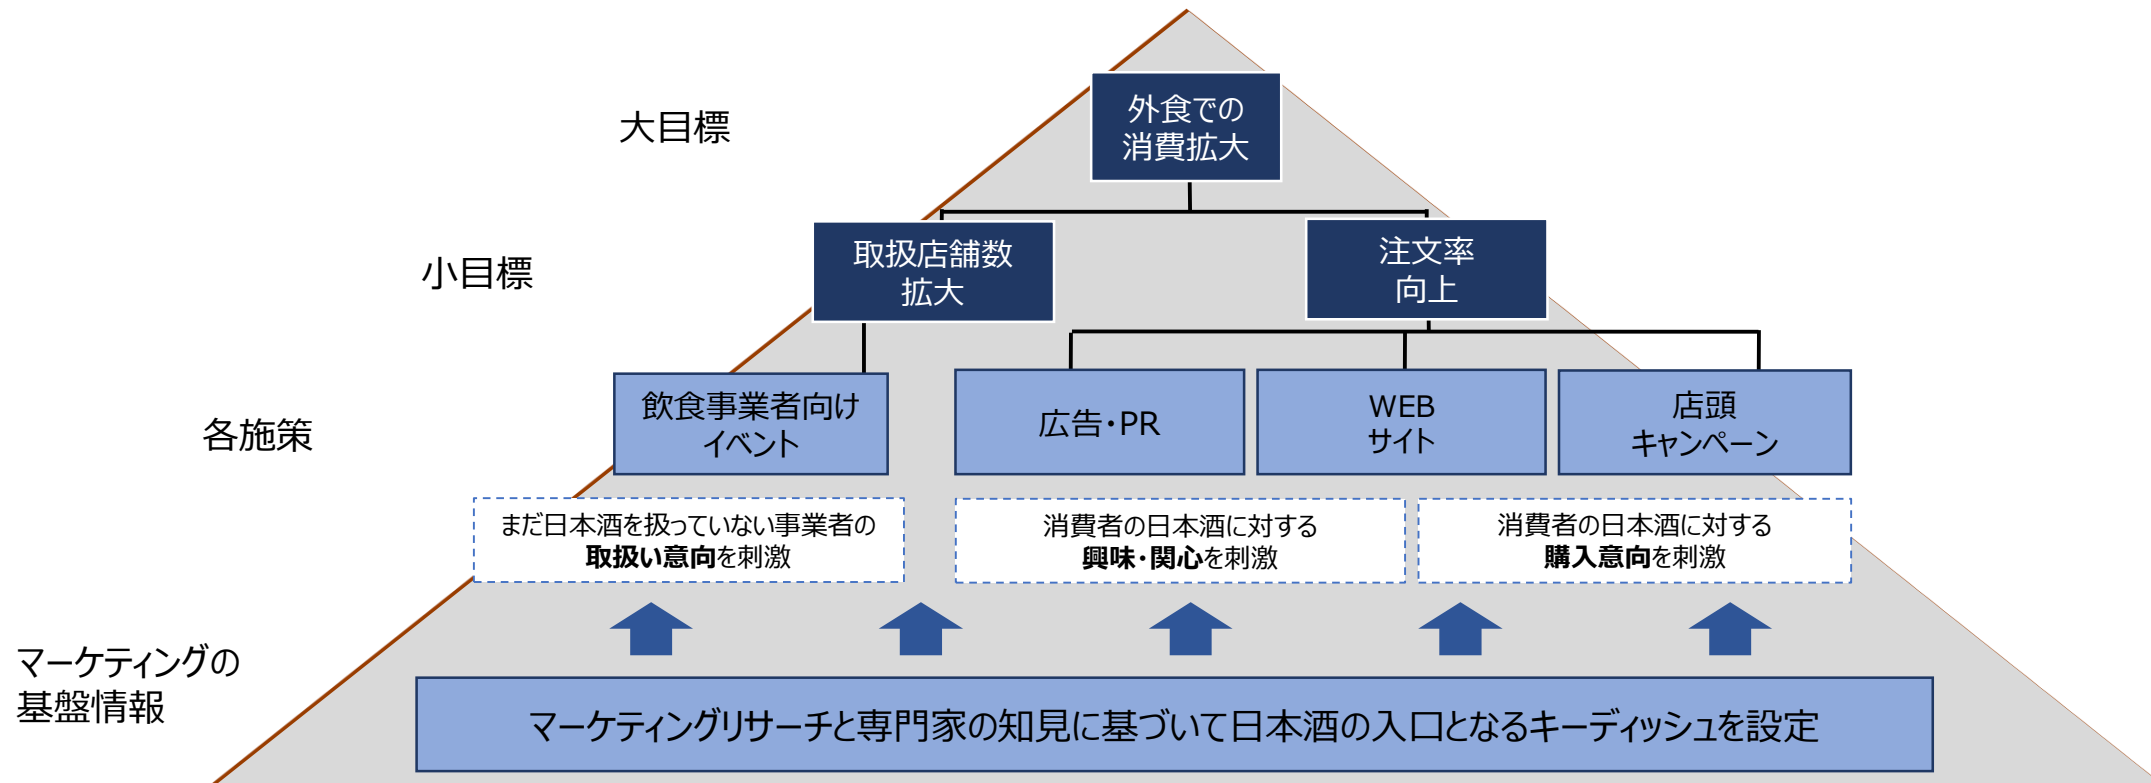 大目標
外食での
消費拡大
小目標
取扱店舗数
拡大
注文率
向上
各施策
飲食事業者向け
イベント
広告・PR
WEB
サイト
店頭
キャンペーン
まだ日本酒を扱っていない事業者の
取扱い意向を刺激
消費者の日本酒に対する
興味・関心を刺激
消費者の日本酒に対する
購入意向を刺激
マーケティングの
基盤情報
マーケティングリサーチと専門家の知見に基づいて日本酒の入口となるキーディッシュを設定